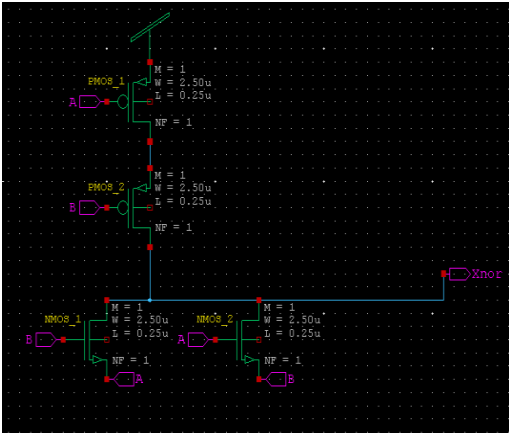 M = 1
PMOS_1
W = 2.50u
A
L = 0.25u
NF = 1
M = 1
PMOS_2
W = 2.50u
B
L = 0.25u
NF = 1
Xnor
M = 1
M = 1
NMOS_1
W = 2.50u
NMOS_2
W = 2.50u
B
L = 0.25u
A
L = 0.25u
NF = 1
NF = 1
A
B